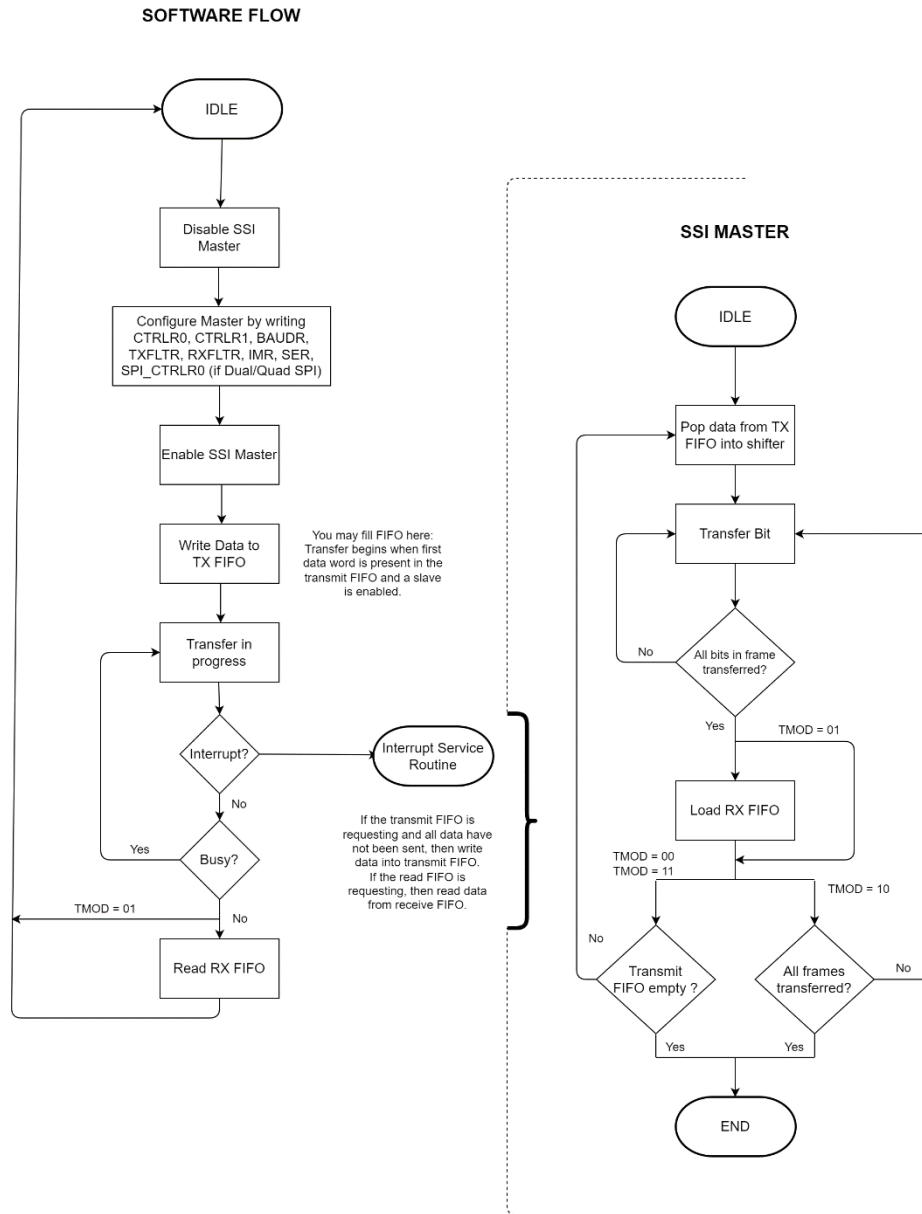 SOFTWARE FLOW
IDLE
Disable SSI
Master
Configure Master by writing
CTRLR0, CTRLR1, BAUDR,
TXFLTR, RXFLTR, IMR, SER,
SPI_CTRLR0 (if Dual/Quad SPI)
Enable SSI Master
Write Data to
TX FIFO
You may fill FIFO here:
Transfer begins when first
data word is present in the
transmit FIFO and a slave
is enabled.
Transfer in
progress
Interrupt?
Interrupt Service
Routine
No
If the transmit FIFO is
requesting and all data have
not been sent, then write
data into transmit FIFO.
If the read FIFO is
requesting, then read data
from receive FIFO.
Yes
Busy?
TMOD = 01
No
Read RX FIFO
SSI MASTER
IDLE
Pop data from TX
FIFO into shifter
Transfer Bit
No
All bits in frame
transferred?
Yes
TMOD = 01
Load RX FIFO
TMOD = 00
TMOD = 11
TMOD = 10
No
Transmit
FIFO empty ?
All frames
transferred?
No
Yes
Yes
END